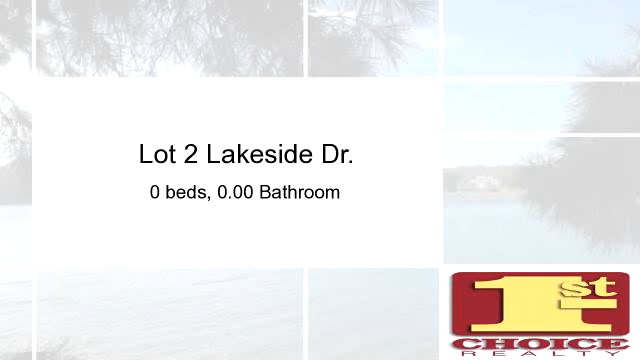 Lot 2 Lakeside Dr.
0 beds, 0.00 Bathroom
1st
CHOICE
REALTY